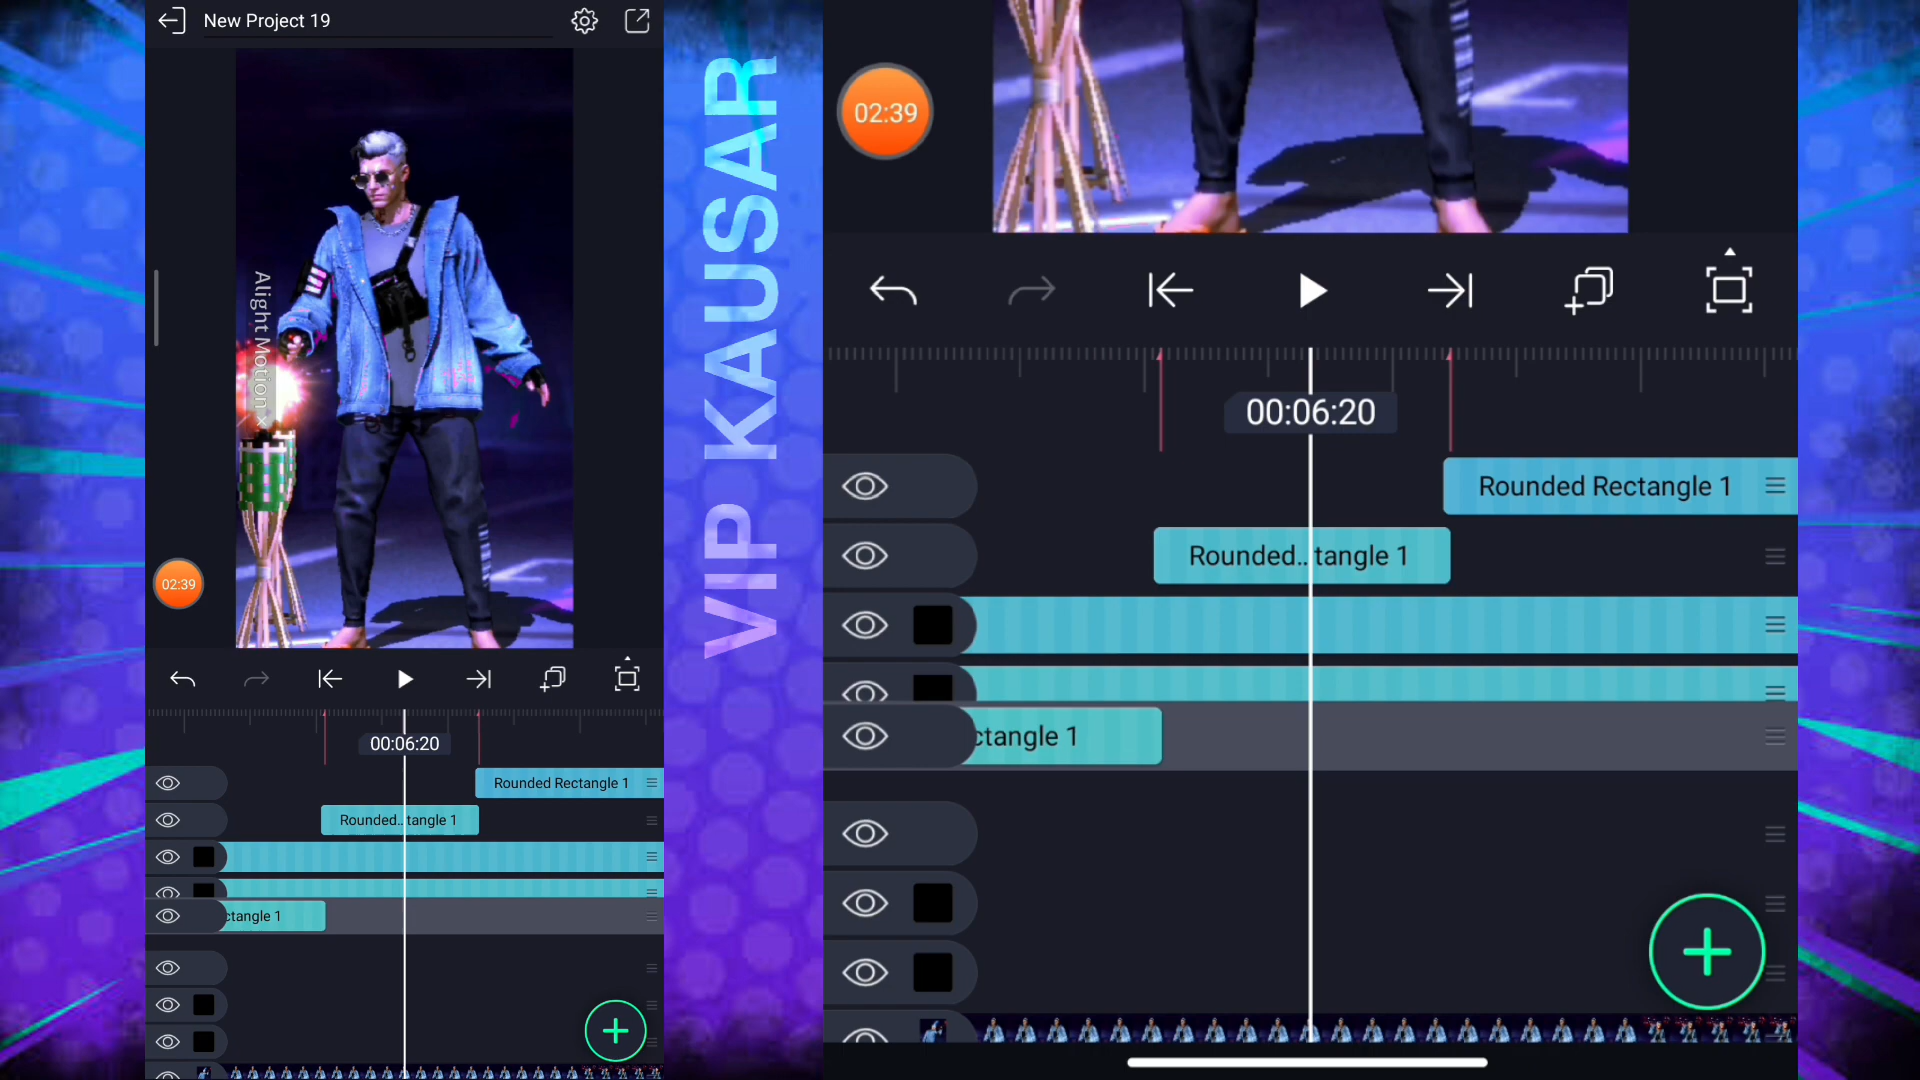 New Project 19
Alight Motion ×
02:39
00:06:20
Rounded Rectangle 1
Rounded.. tangle 1
ctangle 1
VIP KAUSAR
02:39
00:06:20
Rounded Rectangle 1
Rounded.. tangle 1
ctangle 1